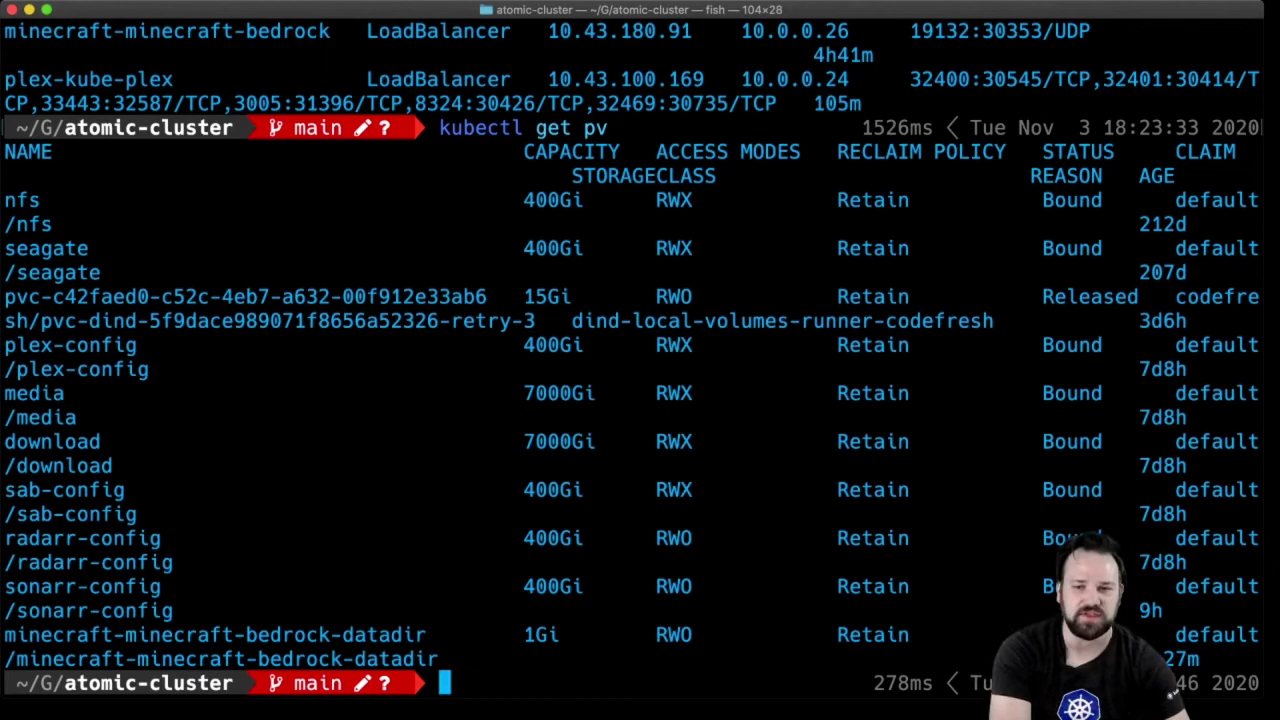 atomic-cluster — ~/G/atomic-cluster — fish — 104×28
minecraft-minecraft-bedrock LoadBalancer 10.43.180.91 10.0.0.26 19132:30353/UDP
4h41m
plex-kube-plex LoadBalancer 10.43.100.169 10.0.0.24 32400:30545/TCP,32401:30414/T
CP,33443:32587/TCP,3005:31396/TCP,8324:30426/TCP,32469:30735/TCP 105m
~/G/atomic-cluster main ? kubectl get pv 1526ms < Tue Nov 3 18:23:33 2020
NAME CAPACITY ACCESS MODES RECLAIM POLICY STATUS CLAIM
STORAGECLASS REASON AGE
nfs 400Gi RWX Retain Bound default
/nfs 212d
seagate 400Gi RWX Retain Bound default
/seagate 207d
pvc-c42faed0-c52c-4eb7-a632-00f912e33ab6 15Gi RWO Retain Released codefre
sh/pvc-dind-5f9dace989071f8656a52326-retry-3 dind-local-volumes-runner-codefresh 3d6h
plex-config 400Gi RWX Retain Bound default
/plex-config 7d8h
media 7000Gi RWX Retain Bound default
/media 7d8h
download 7000Gi RWX Retain Bound default
/download 7d8h
sab-config 400Gi RWX Retain Bound default
/sab-config 7d8h
radarr-config 400Gi RWO Retain Bound default
/radarr-config 7d8h
sonarr-config 400Gi RWO Retain default
/sonarr-config 9h
minecraft-minecraft-bedrock-datadir 1Gi RWO Retain default
/minecraft-minecraft-bedrock-datadir 27m
~/G/atomic-cluster main ? 278ms < 46 2020